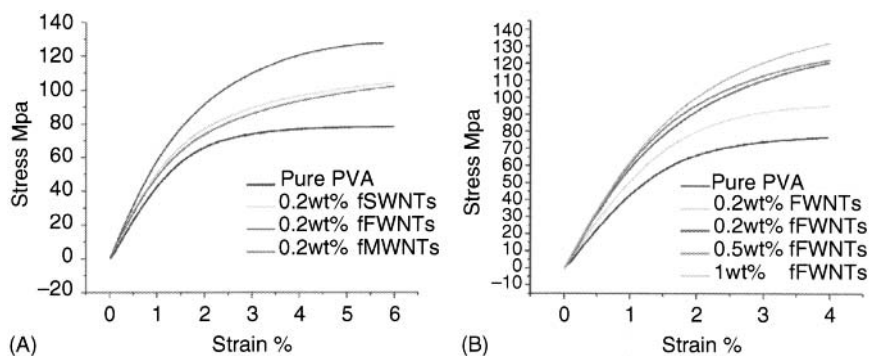 140
120
100
80
60
40
20
0
−20
Stress Mpa
Pure PVA
0.2wt% fSWNTs
0.2wt% fFWNTs
0.2wt% fMWNTs
0 1 2 3 4 5 6
(A) Strain %
140
130
120
110
100
90
80
70
60
50
40
30
20
10
0
−10
Stress Mpa
Pure PVA
0.2wt% FWNTs
0.2wt% fFWNTs
0.5wt% fFWNTs
1wt% fFWNTs
0 1 2 3 4
(B) Strain %